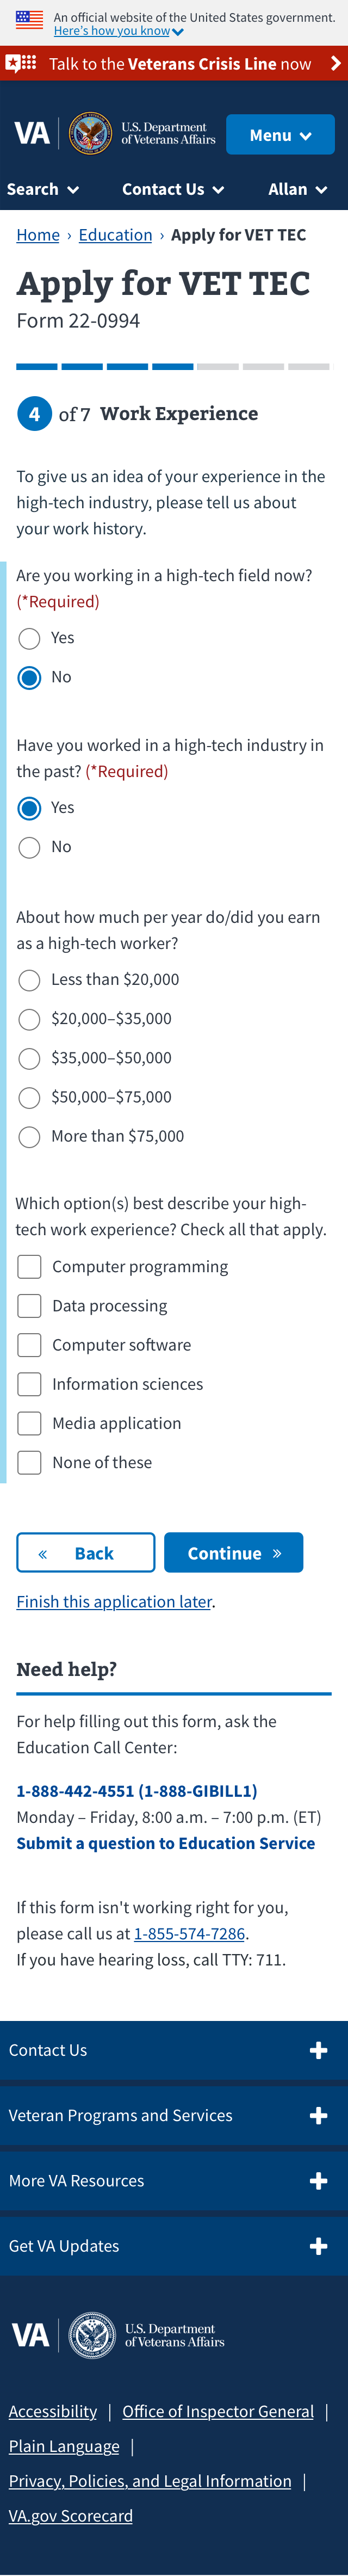 An official website of the United States government.
Here's how you know
Talk to the Veterans Crisis Line now
VA
U.S. Department
of Veterans Affairs
Menu
Search
Contact Us
Allan
Home › Education › Apply for VET TEC
Apply for VET TEC
Form 22-0994
4 of 7 Work Experience
To give us an idea of your experience in the
high-tech industry, please tell us about
your work history.
Are you working in a high-tech field now?
(*Required)
Yes
No
Have you worked in a high-tech industry in
the past? (*Required)
Yes
No
About how much per year do/did you earn
as a high-tech worker?
Less than $20,000
$20,000–$35,000
$35,000–$50,000
$50,000–$75,000
More than $75,000
Which option(s) best describe your high-
tech work experience? Check all that apply.
Computer programming
Data processing
Computer software
Information sciences
Media application
None of these
« Back
Continue »
Finish this application later.
Need help?
For help filling out this form, ask the
Education Call Center:
1-888-442-4551 (1-888-GIBILL1)
Monday – Friday, 8:00 a.m. – 7:00 p.m. (ET)
Submit a question to Education Service
If this form isn't working right for you,
please call us at 1-855-574-7286.
If you have hearing loss, call TTY: 711.
Contact Us
Veteran Programs and Services
More VA Resources
Get VA Updates
VA
U.S. Department
of Veterans Affairs
Accessibility | Office of Inspector General |
Plain Language |
Privacy, Policies, and Legal Information |
VA.gov Scorecard